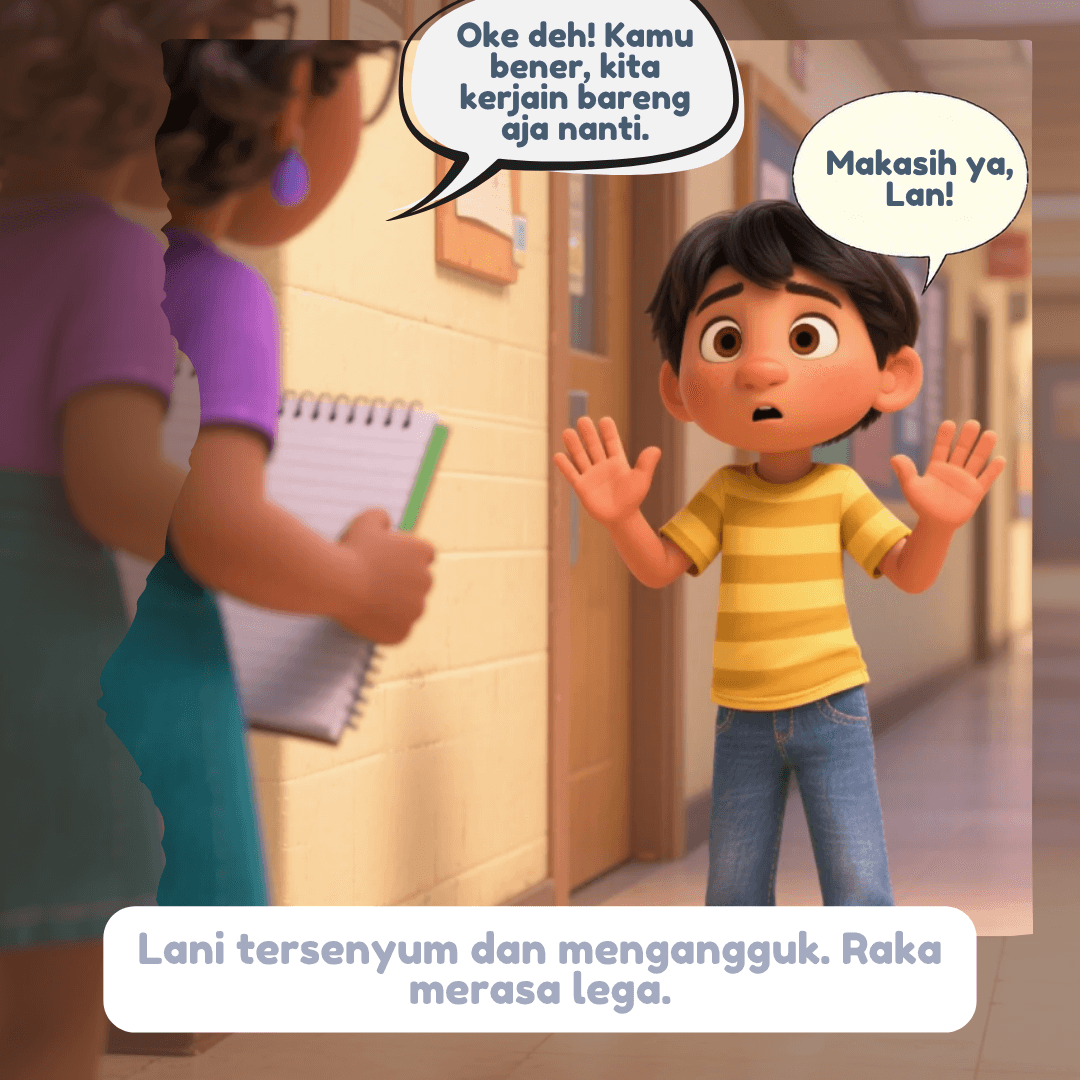 Oke deh! Kamu
bener, kita
kerjain bareng
aja nanti.
Makasih ya,
Lan!
Lani tersenyum dan mengangguk. Raka
merasa lega.